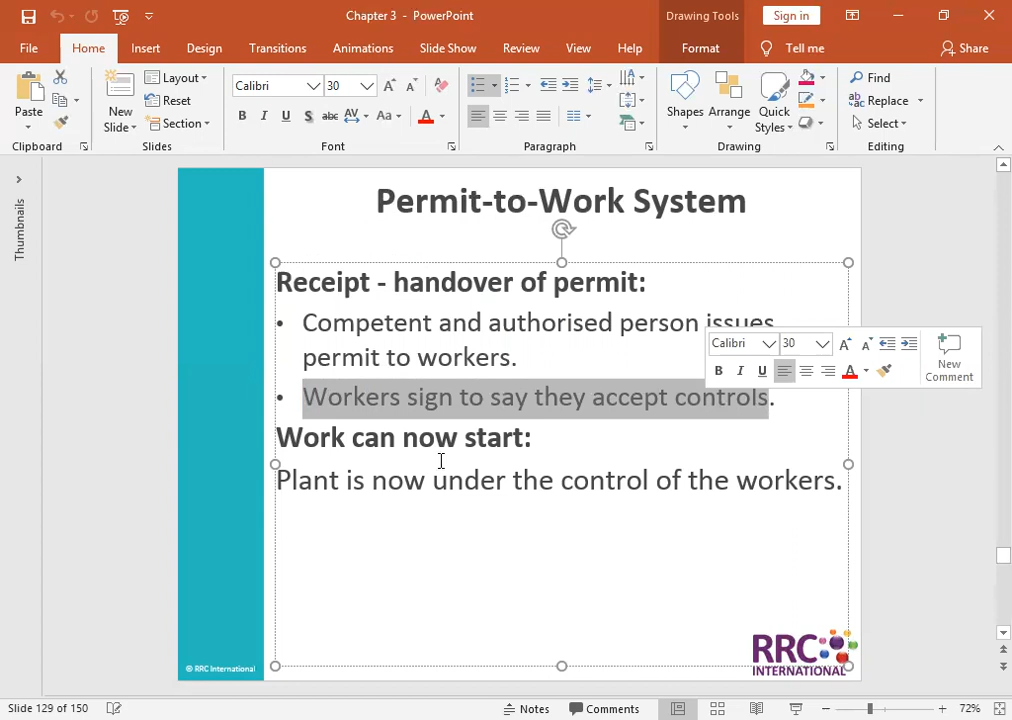 Chapter 3 - PowerPoint
Drawing Tools
Sign in
File Home Insert Design Transitions Animations Slide Show Review View Help Format Tell me Share
Paste
Clipboard
New Slide
Layout
Reset
Section
Slides
Calibri 30
B I U S abc AV Aa A
Font
Paragraph
Shapes Arrange Quick Styles
Drawing
Find
Replace
Select
Editing
Thumbnails
Permit-to-Work System
Receipt - handover of permit:
• Competent and authorised person issues
permit to workers.
• Workers sign to say they accept controls.
Work can now start:
Plant is now under the control of the workers.
Calibri 30
B I U A
New Comment
© RRC International
RRC
INTERNATIONAL
Slide 129 of 150
Notes
Comments
72%